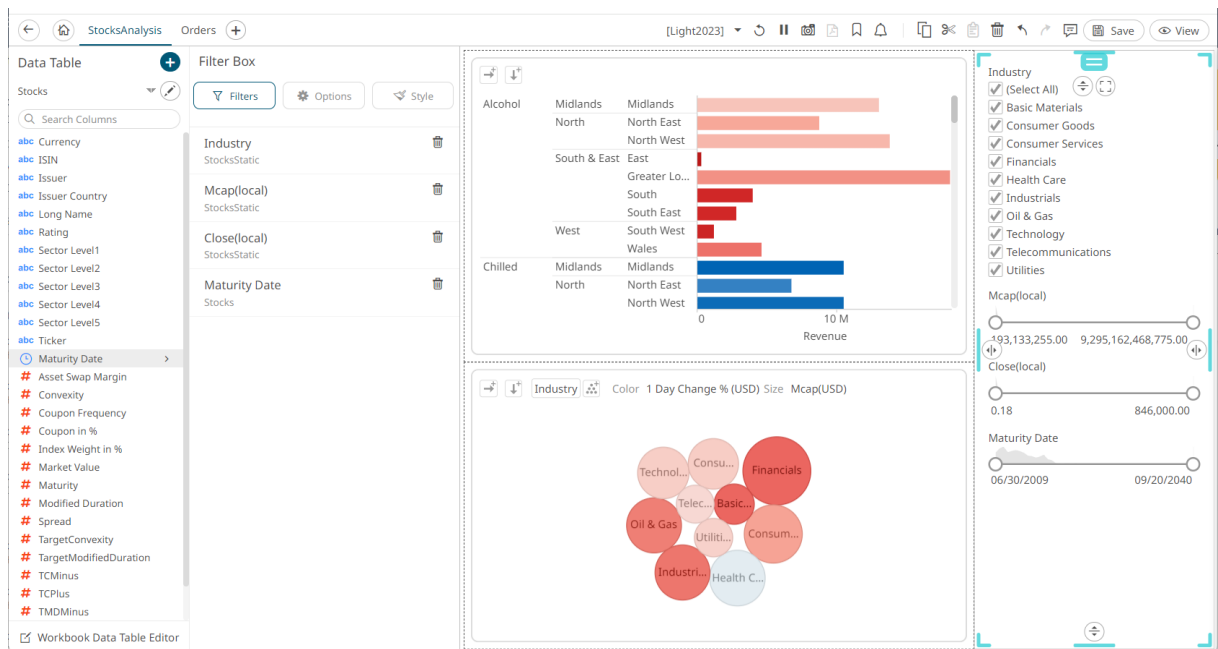 StocksAnalysis Orders [Light2023] Save View
Data Table
Stocks
Search Columns
abc Currency
abc ISIN
abc Issuer
abc Issuer Country
abc Long Name
abc Rating
abc Sector Level1
abc Sector Level2
abc Sector Level3
abc Sector Level4
abc Sector Level5
abc Ticker
Maturity Date
# Asset Swap Margin
# Convexity
# Coupon Frequency
# Coupon in %
# Index Weight in %
# Market Value
# Maturity
# Modified Duration
# Spread
# TargetConvexity
# TargetModifiedDuration
# TCMinus
# TCPlus
# TMDMinus
Workbook Data Table Editor
Filter Box
Filters Options Style
Industry
StocksStatic
Mcap(local)
StocksStatic
Close(local)
StocksStatic
Maturity Date
Stocks
Alcohol Midlands Midlands
North North East
North West
South & East East
Greater Lo...
South
South East
West South West
Wales
Chilled Midlands Midlands
North North East
North West
0 10 M
Revenue
Industry Color 1 Day Change % (USD) Size Mcap(USD)
Technol...
Consu...
Financials
Telec...
Basic...
Oil & Gas
Utiliti...
Consum...
Industri...
Health C...
Industry
(Select All)
Basic Materials
Consumer Goods
Consumer Services
Financials
Health Care
Industrials
Oil & Gas
Technology
Telecommunications
Utilities
Mcap(local)
193,133,255.00 9,295,162,468,775.00
Close(local)
0.18 846,000.00
Maturity Date
06/30/2009 09/20/2040